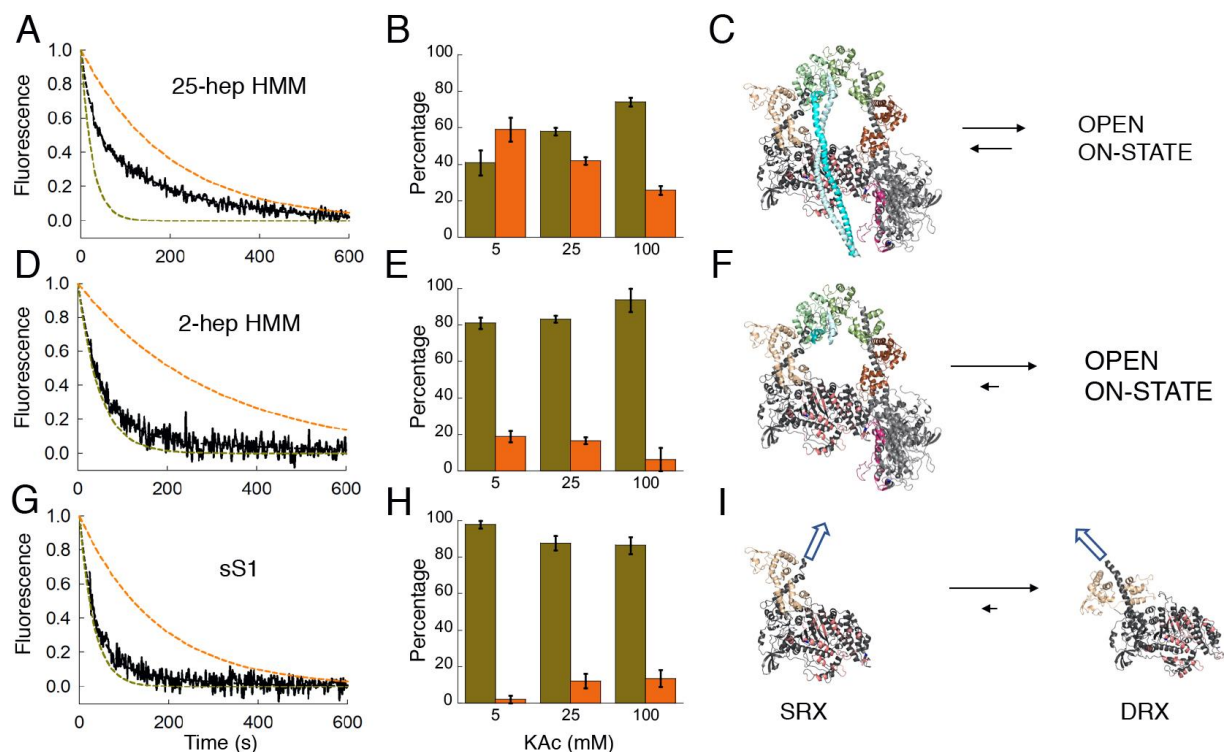 A
1.0
0.8
0.6
0.4
0.2
0.0
Fluorescence
25-hep HMM
0 200 400 600
B
100
80
60
40
20
0
Percentage
5 25 100
C
OPEN
ON-STATE
D
1.0
0.8
0.6
0.4
0.2
0.0
Fluorescence
2-hep HMM
0 200 400 600
E
100
80
60
40
20
0
Percentage
5 25 100
F
OPEN
ON-STATE
G
1.0
0.8
0.6
0.4
0.2
0.0
Fluorescence
sS1
0 200 400 600
Time (s)
H
100
80
60
40
20
0
Percentage
5 25 100
KAc (mM)
I
SRX
DRX